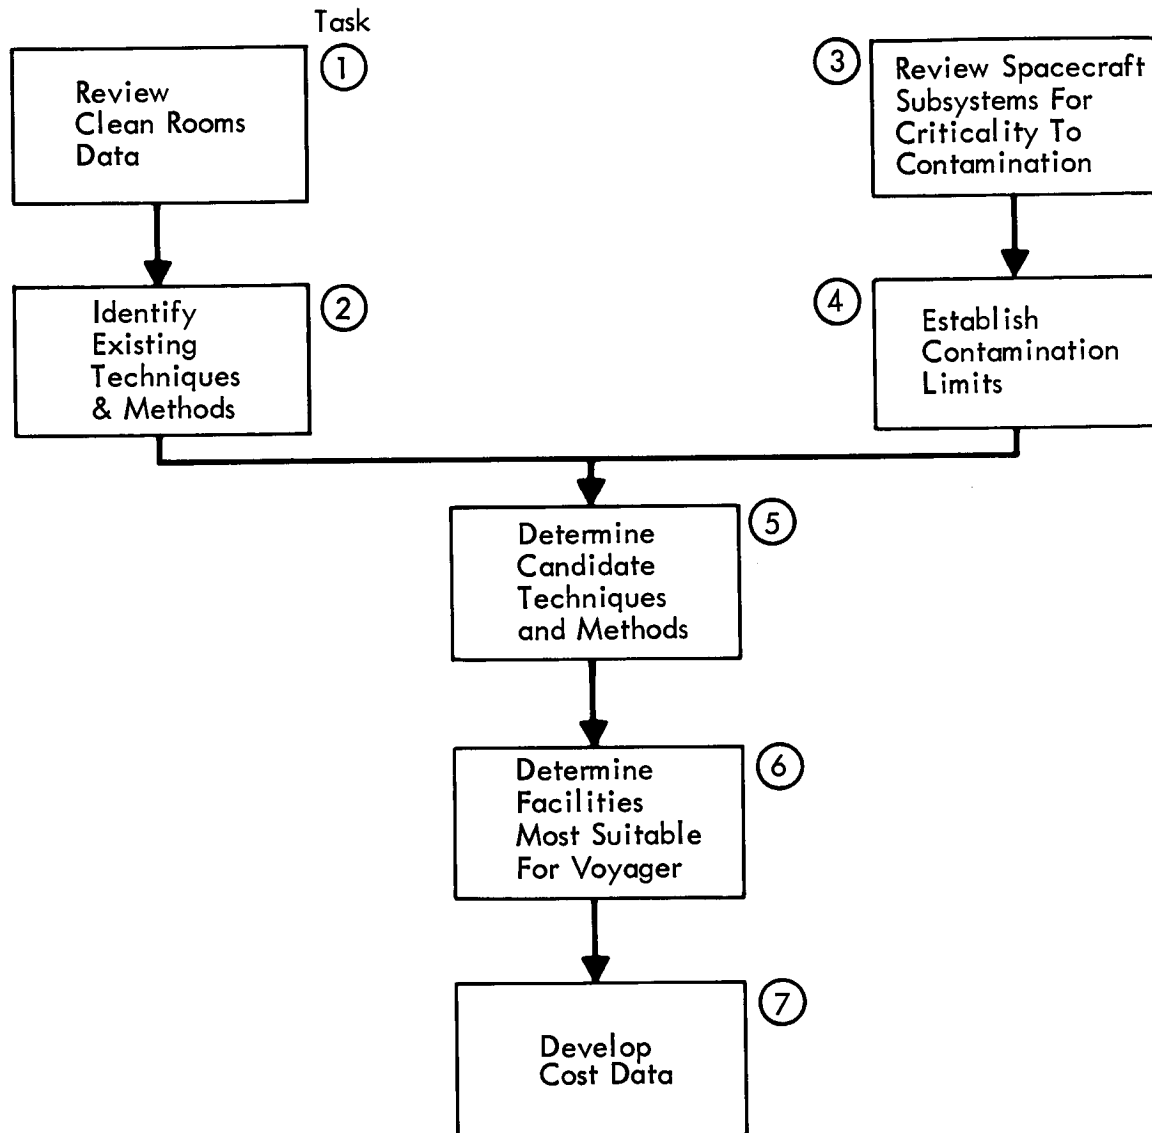 Task
1
Review
Clean Rooms
Data
2
Identify
Existing
Techniques
& Methods
3
Review Spacecraft
Subsystems For
Criticality To
Contamination
4
Establish
Contamination
Limits
5
Determine
Candidate
Techniques
and Methods
6
Determine
Facilities
Most Suitable
For Voyager
7
Develop
Cost Data